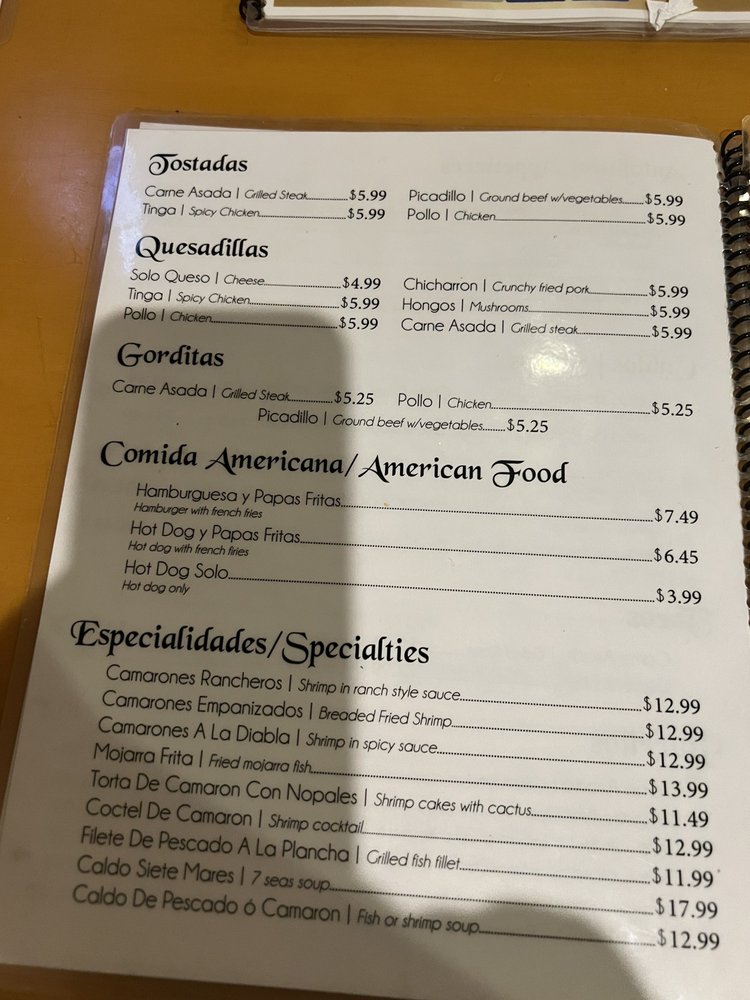 Tostadas
Carne Asada | Grilled Steak $5.99 Picadillo | Ground beef w/vegetables $5.99
Tinga | Spicy Chicken $5.99 Pollo | Chicken $5.99
Quesadillas
Solo Queso | Cheese $4.99 Chicharron | Crunchy fried pork $5.99
Tinga | Spicy Chicken $5.99 Hongos | Mushrooms $5.99
Pollo | Chicken $5.99 Carne Asada | Grilled steak $5.99
Gorditas
Carne Asada | Grilled Steak $5.25 Pollo | Chicken $5.25
Picadillo | Ground beef w/vegetables $5.25
Comida Americana/American Food
Hamburguesa y Papas Fritas $7.49
Hamburger with french fries
Hot Dog y Papas Fritas $6.45
Hot dog with french firies
Hot Dog Solo $3.99
Hot dog only
Especialidades/Specialties
Camarones Rancheros | Shrimp in ranch style sauce $12.99
Camarones Empanizados | Breaded Fried Shrimp $12.99
Camarones A La Diabla | Shrimp in spicy sauce $12.99
Mojarra Frita | Fried mojarra fish $13.99
Torta De Camaron Con Nopales | Shrimp cakes with cactus $11.49
Coctel De Camaron | Shrimp cocktail $12.99
Filete De Pescado A La Plancha | Grilled fish fillet $11.99
Caldo Siete Mares | 7 seas soup $17.99
Caldo De Pescado ó Camaron | Fish or shrimp soup $12.99